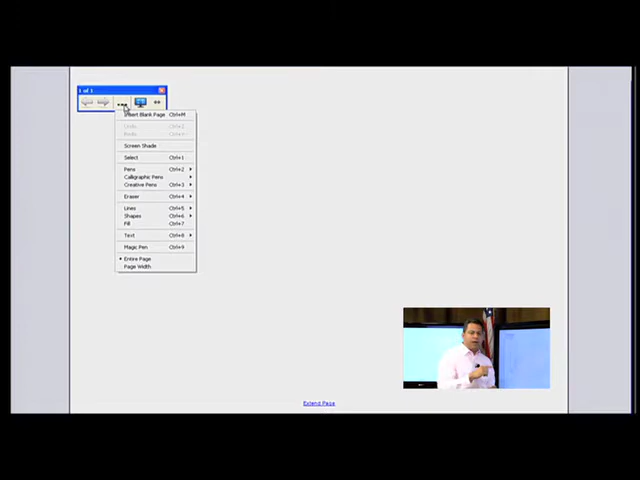 1 of 1
Insert Blank Page Ctrl+M
Screen Shade
Select Ctrl+1
Pens Ctrl+2
Calligraphic Pens
Creative Pens Ctrl+3
Eraser Ctrl+4
Lines Ctrl+5
Shapes Ctrl+6
Fill Ctrl+7
Text Ctrl+8
Magic Pen Ctrl+9
Entire Page
Page Width
Extend Page